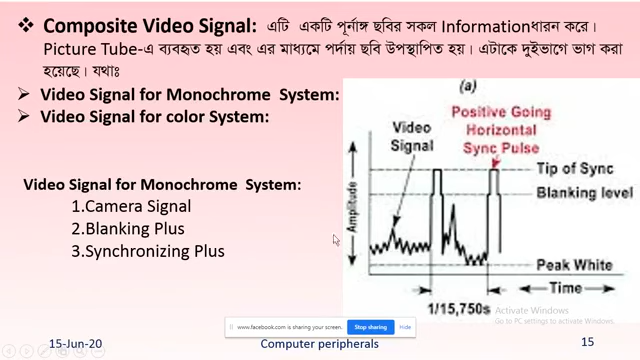 ❖ Composite Video Signal: এটি একটি পূর্নাঙ্গ ছবির সকল Informationধারন করে।
Picture Tube-এ ব্যবহৃত হয় এবং এর মাধ্যমে পর্দায় ছবি উপস্থাপিত হয়। এটাকে দুইভাগে ভাগ করা
হয়েছে। যথাঃ
➢ Video Signal for Monochrome System:
➢ Video Signal for color System:
Video Signal for Monochrome System:
1.Camera Signal
2.Blanking Plus
3.Synchronizing Plus
(a)
Positive Going
Horizontal
Sync Pulse
Video
Signal
Tip of Sync
Blanking level
Amplitude
Peak White
Time
1/15,750s
Activate Windows
Go to PC settings to activate Windows.
www.facebook.com is sharing your screen. Stop sharing Hide
15-Jun-20 Computer peripherals 15